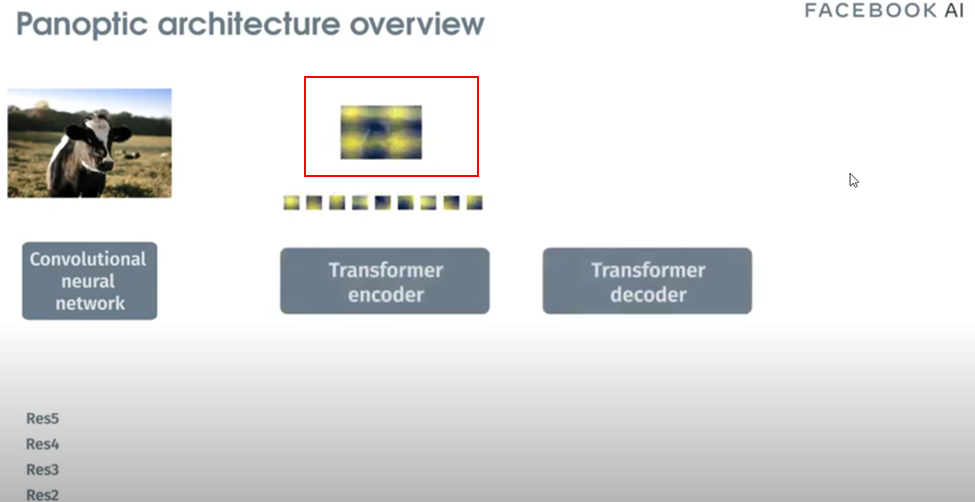 Panoptic architecture overview
FACEBOOK AI
Convolutional
neural
network
Transformer
encoder
Transformer
decoder
Res5
Res4
Res3
Res2